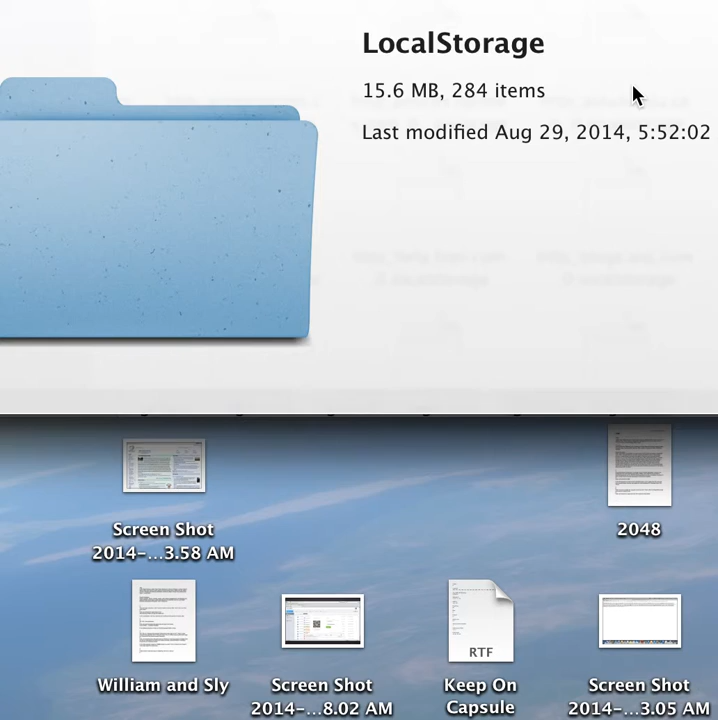 LocalStorage
15.6 MB, 284 items
Last modified Aug 29, 2014, 5:52:02
Screen Shot
2014-...3.58 AM
2048
William and Sly
Screen Shot
2014-...8.02 AM
RTF
Keep On
Capsule
Screen Shot
2014-...3.05 AM